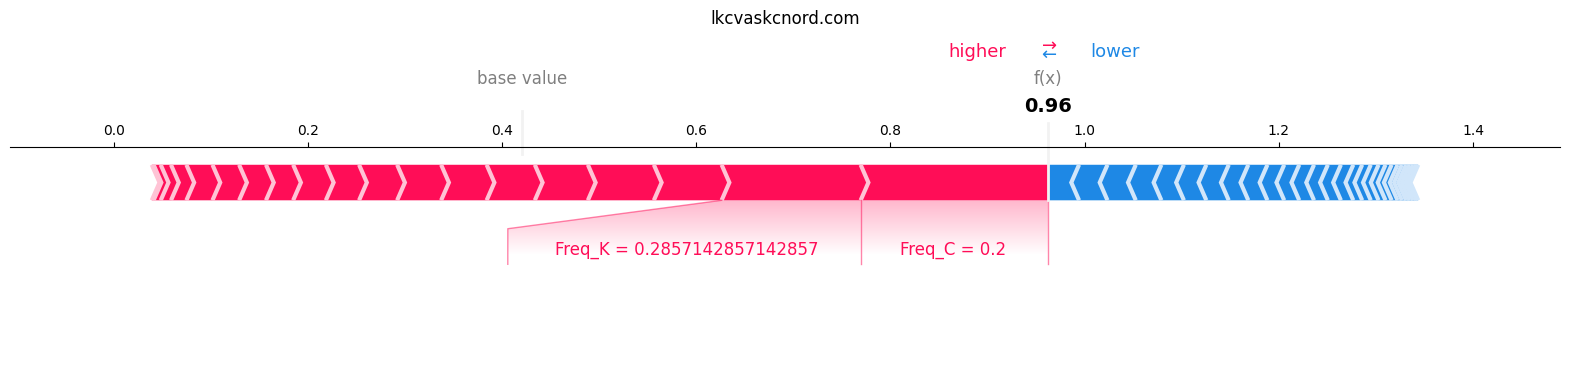 lkcvaskcnord.com
higher ⇄ lower
base value f(x)
0.96
0.0 0.2 0.4 0.6 0.8 1.0 1.2 1.4
Freq_K = 0.2857142857142857 Freq_C = 0.2